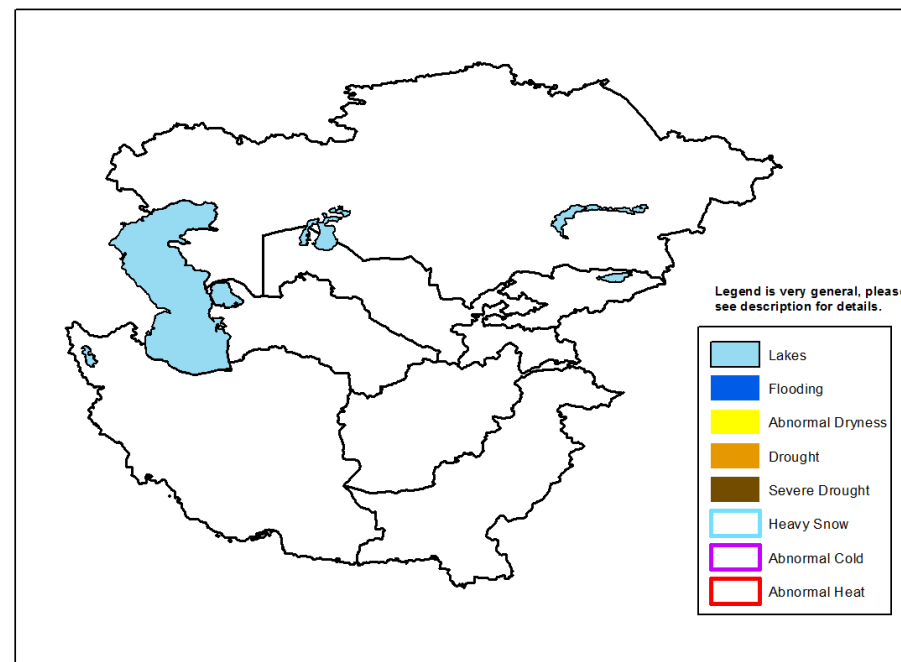 Legend is very general, please
see description for details.
Lakes
Flooding
Abnormal Dryness
Drought
Severe Drought
Heavy Snow
Abnormal Cold
Abnormal Heat